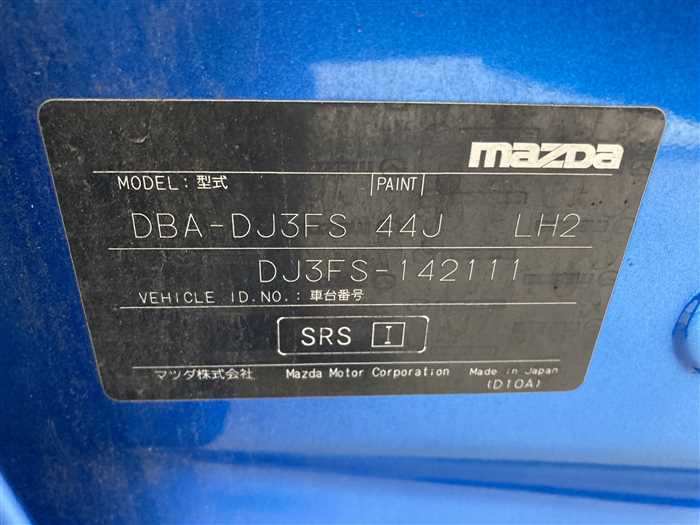 mazda
MODEL: 型式 PAINT
DBA-DJ3FS 44J LH2
DJ3FS-142111
VEHICLE ID.NO.: 車台番号
SRS I
マツダ株式会社 Mazda Motor Corporation Made in Japan
(D10A)